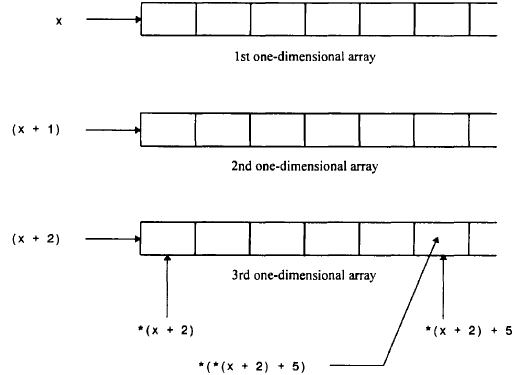 x
1st one-dimensional array
(x + 1)
2nd one-dimensional array
(x + 2)
3rd one-dimensional array
*(x + 2)
*(x + 2) + 5
*(*(x + 2) + 5)